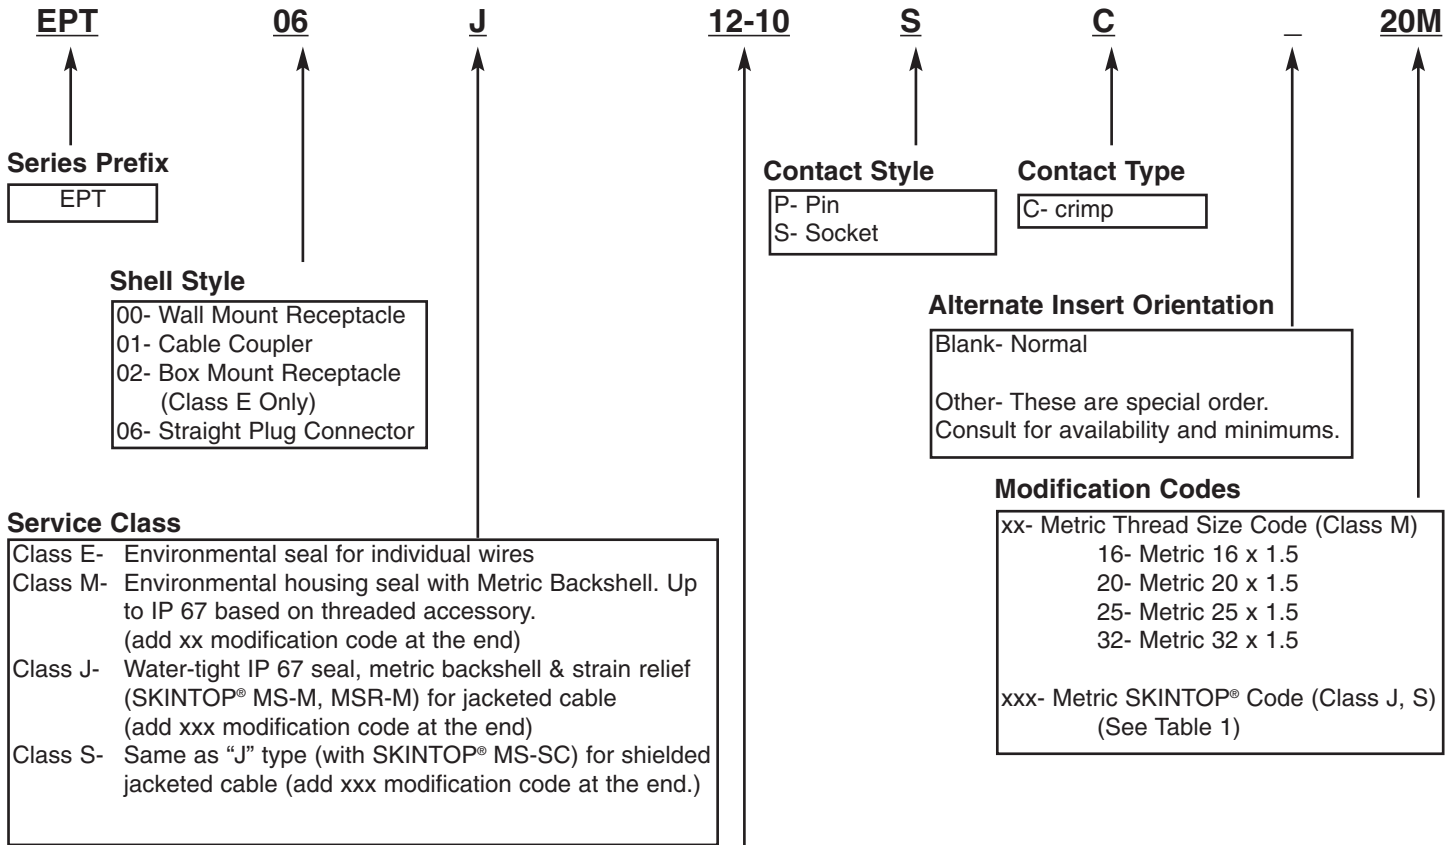 EPT 06 J 12-10 S C _ 20M
Series Prefix
EPT
Contact Style
P- Pin
S- Socket
Contact Type
C- crimp
Shell Style
00- Wall Mount Receptacle
01- Cable Coupler
02- Box Mount Receptacle
(Class E Only)
06- Straight Plug Connector
Alternate Insert Orientation
Blank- Normal
Other- These are special order.
Consult for availability and minimums.
Modification Codes
xx- Metric Thread Size Code (Class M)
16- Metric 16 x 1.5
20- Metric 20 x 1.5
25- Metric 25 x 1.5
32- Metric 32 x 1.5
xxx- Metric SKINTOP® Code (Class J, S)
(See Table 1)
Service Class
Class E- Environmental seal for individual wires
Class M- Environmental housing seal with Metric Backshell. Up
to IP 67 based on threaded accessory.
(add xx modification code at the end)
Class J- Water-tight IP 67 seal, metric backshell & strain relief
(SKINTOP® MS-M, MSR-M) for jacketed cable
(add xxx modification code at the end)
Class S- Same as “J” type (with SKINTOP® MS-SC) for shielded
jacketed cable (add xxx modification code at the end.)